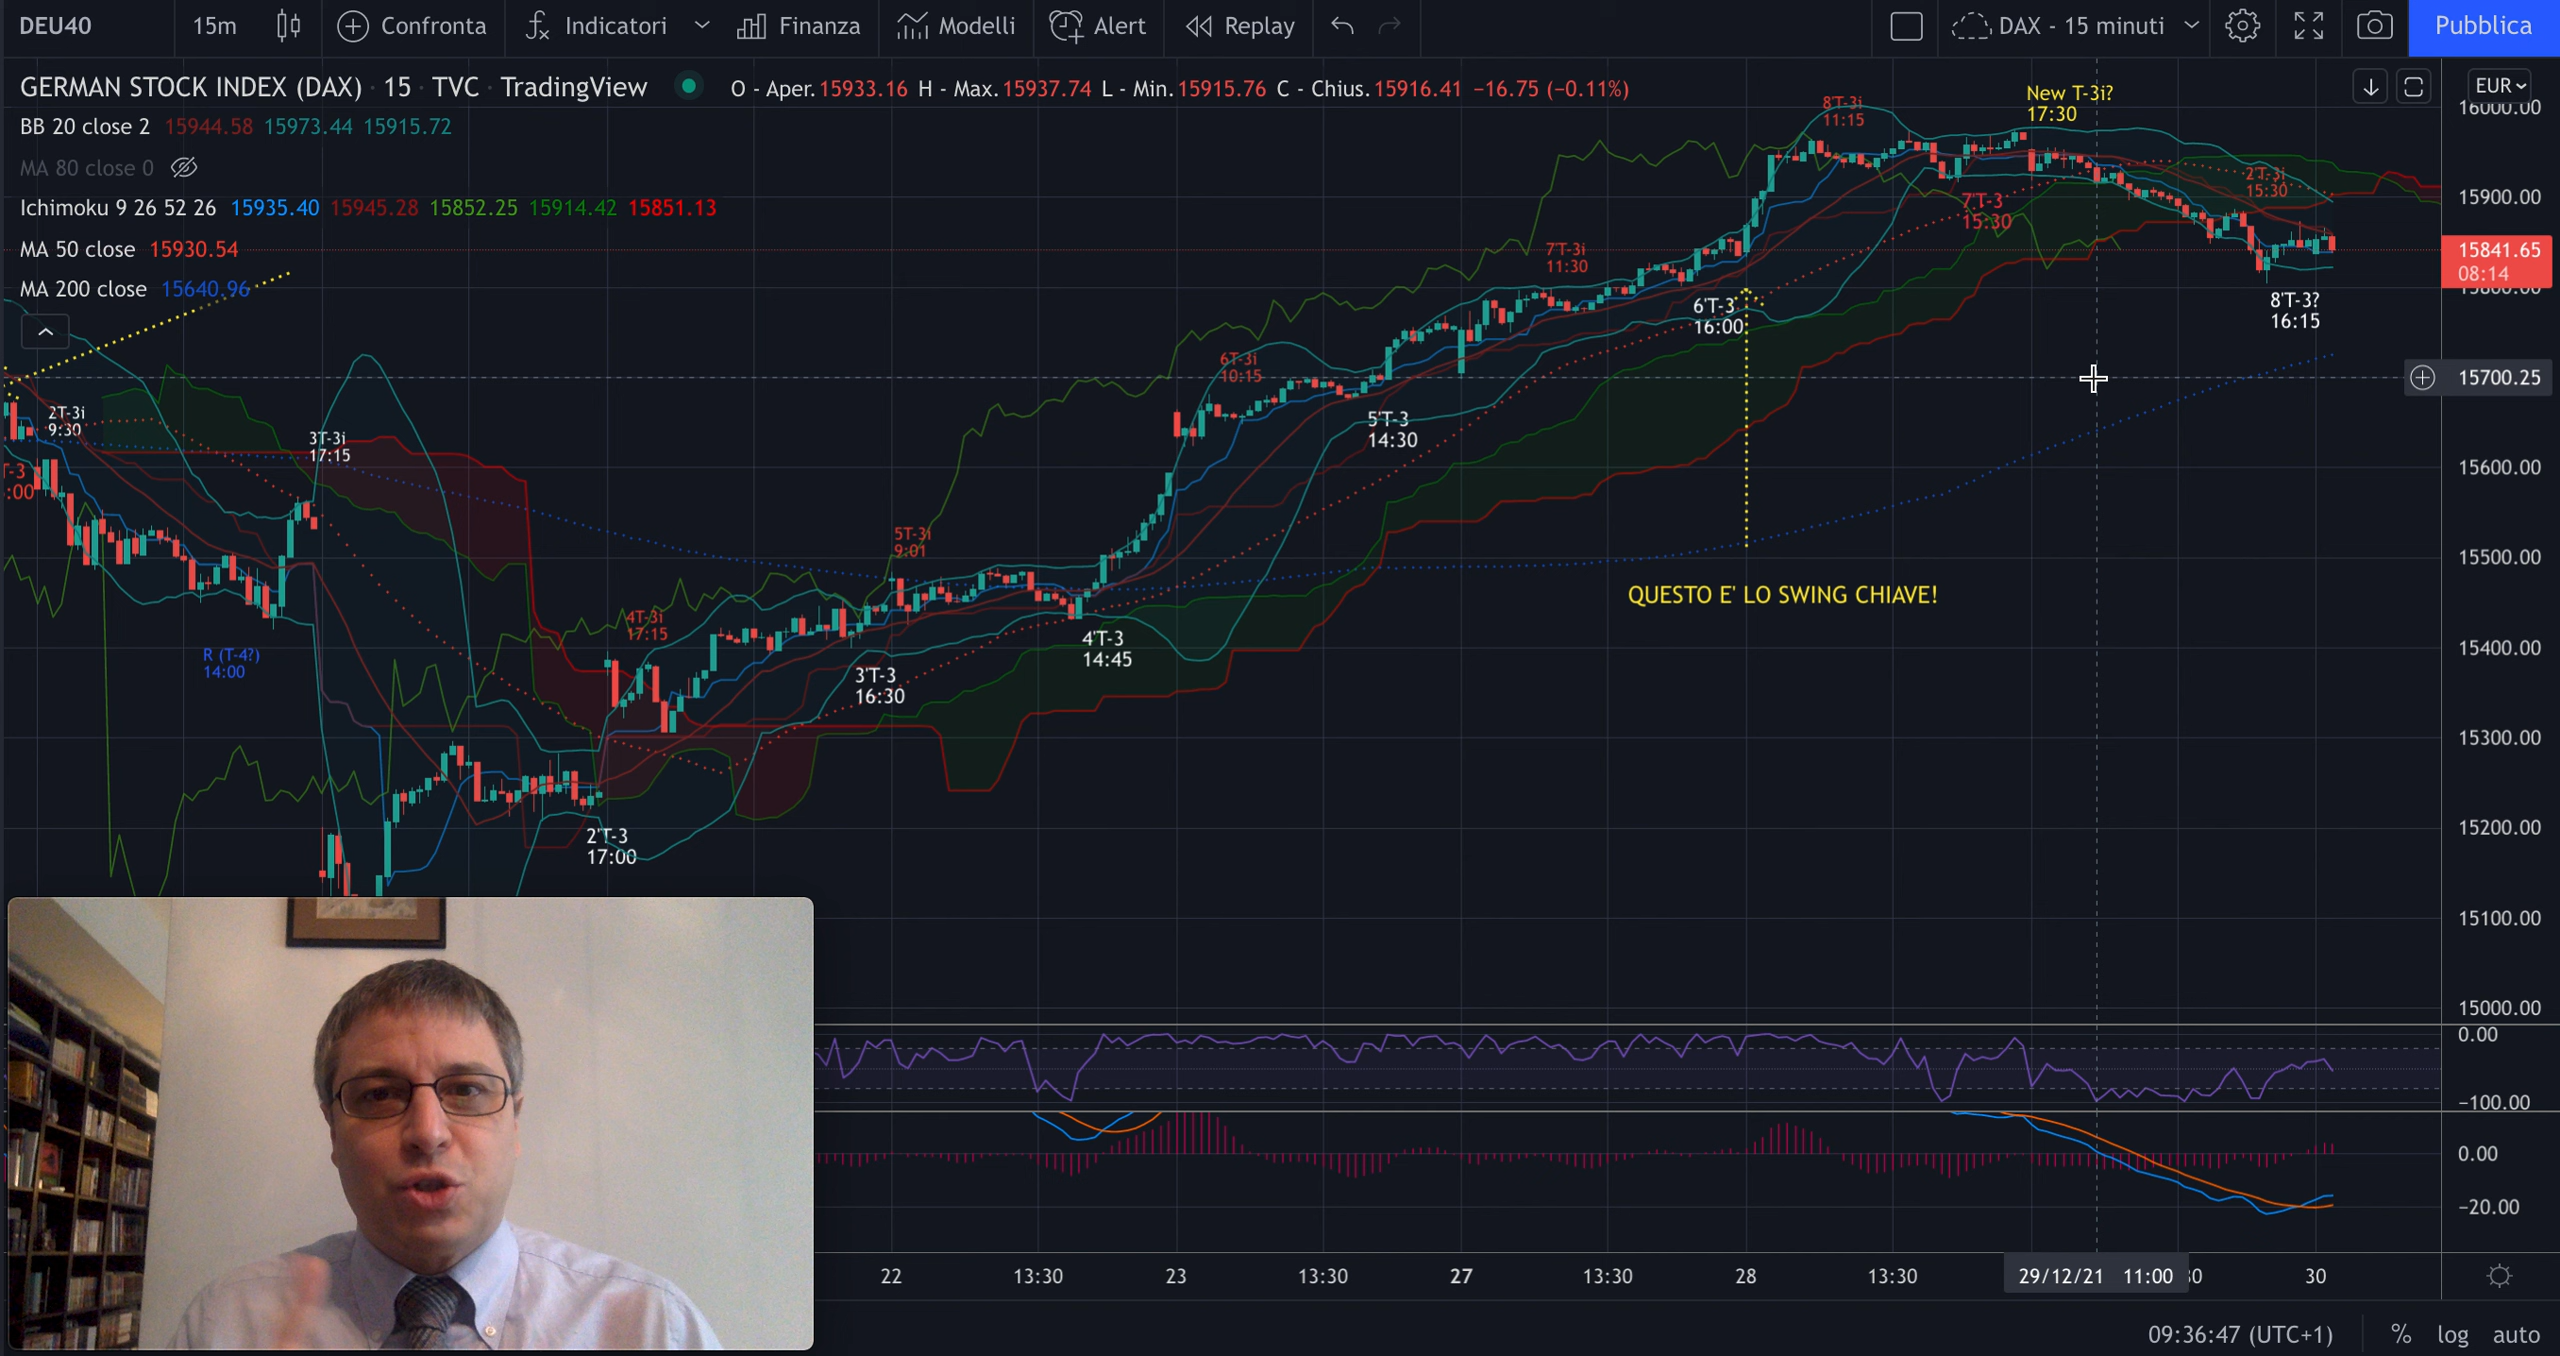 DEU40 15m Confronta Indicatori Finanza Modelli Alert Replay DAX - 15 minuti Pubblica
GERMAN STOCK INDEX (DAX) · 15 · TVC · TradingView O - Aper.15933.16 H - Max.15937.74 L - Min.15915.76 C - Chius.15916.41 −16.75 (−0.11%)
BB 20 close 2 15944.58 15973.44 15915.72
MA 80 close 0
Ichimoku 9 26 52 26 15935.40 15945.28 15852.25 15914.42 15851.13
MA 50 close 15930.54
MA 200 close 15640.96
EUR
16000.00
15900.00
15841.65
08:14
15800.00
15700.25
15600.00
15500.00
15400.00
15300.00
15200.00
15100.00
15000.00
0.00
−100.00
0.00
−20.00
T-3
:00
2T-3i
9:30
3T-3i
17:15
R (T-4?)
14:00
2'T-3
17:00
4T-3i
17:15
3'T-3
16:30
5T-3i
9:01
4'T-3
14:45
6T-3i
10:15
5'T-3
14:30
7'T-3i
11:30
6'T-3
16:00
8'T-3i
11:15
7'T-3
15:30
New T-3i?
17:30
2'T-3i
15:30
8'T-3?
16:15
QUESTO E' LO SWING CHIAVE!
22 13:30 23 13:30 27 13:30 28 13:30 29/12/21 11:00 30
09:36:47 (UTC+1) % log auto